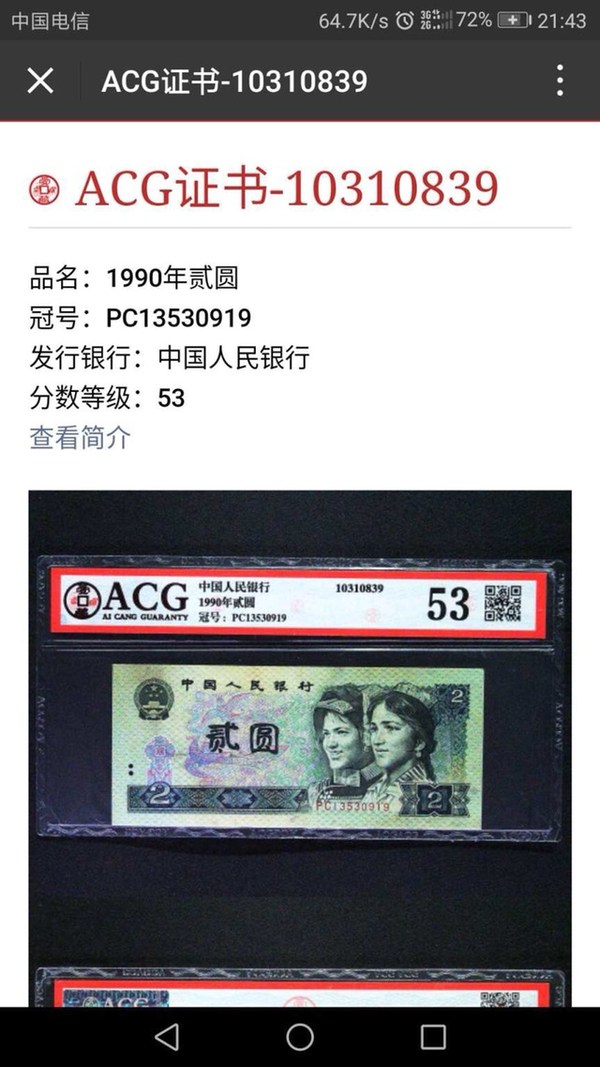 中国电信 64.7K/s 72% 21:43
ACG证书-10310839
ACG证书-10310839
品名：1990年贰圆
冠号：PC13530919
发行银行：中国人民银行
分数等级：53
查看简介
ACG
AI CANG GUARANTY
中国人民银行
1990年贰圆
冠号：PC13530919
10310839
53
中国人民银行
贰圆
2
2
PC13530919
2